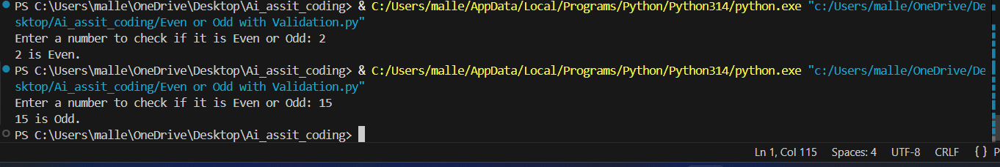 PS C:\Users\malle\OneDrive\Desktop\Ai_assit_coding> & C:/Users/malle/AppData/Local/Programs/Python/Python314/python.exe "c:/Users/malle/OneDrive/De
sktop/Ai_assit_coding/Even or Odd with Validation.py"
Enter a number to check if it is Even or Odd: 2
2 is Even.
PS C:\Users\malle\OneDrive\Desktop\Ai_assit_coding> & C:/Users/malle/AppData/Local/Programs/Python/Python314/python.exe "c:/Users/malle/OneDrive/De
sktop/Ai_assit_coding/Even or Odd with Validation.py"
Enter a number to check if it is Even or Odd: 15
15 is Odd.
PS C:\Users\malle\OneDrive\Desktop\Ai_assit_coding>
Ln 1, Col 115 Spaces: 4 UTF-8 CRLF {} P